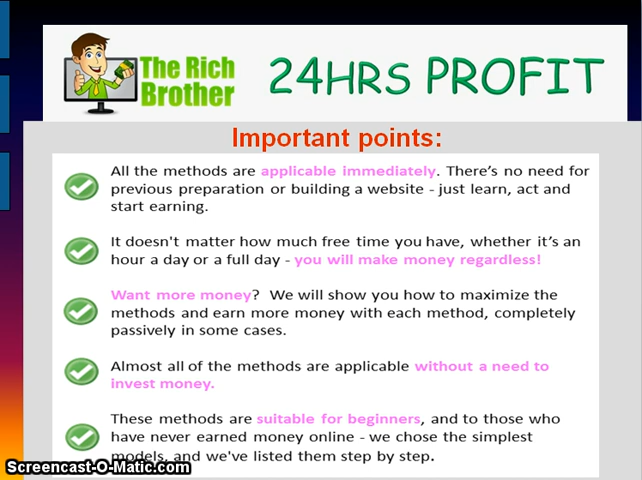 The Rich
Brother
24HRS PROFIT
Important points:
All the methods are applicable immediately. There's no need for
previous preparation or building a website - just learn, act and
start earning.
It doesn't matter how much free time you have, whether it's an
hour a day or a full day - you will make money regardless!
Want more money? We will show you how to maximize the
methods and earn more money with each method, completely
passively in some cases.
Almost all of the methods are applicable without a need to
invest money.
These methods are suitable for beginners, and to those who
have never earned money online - we chose the simplest
models, and we've listed them step by step.
Screencast-O-Matic.com